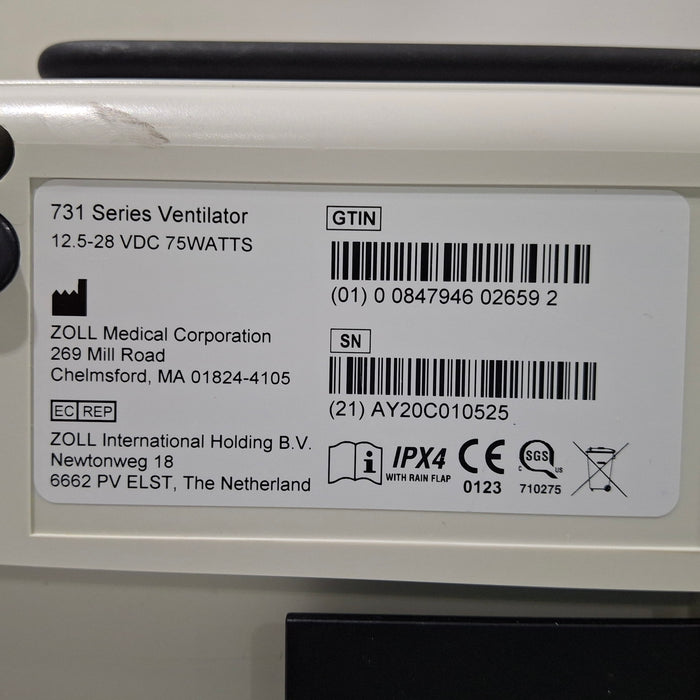 731 Series Ventilator
12.5-28 VDC 75WATTS
ZOLL Medical Corporation
269 Mill Road
Chelmsford, MA 01824-4105
EC REP
ZOLL International Holding B.V.
Newtonweg 18
6662 PV ELST, The Netherland
GTIN
(01) 0 0847946 02659 2
SN
(21) AY20C010525
i
IPX4
WITH RAIN FLAP
CE
0123
SGS
C US
710275